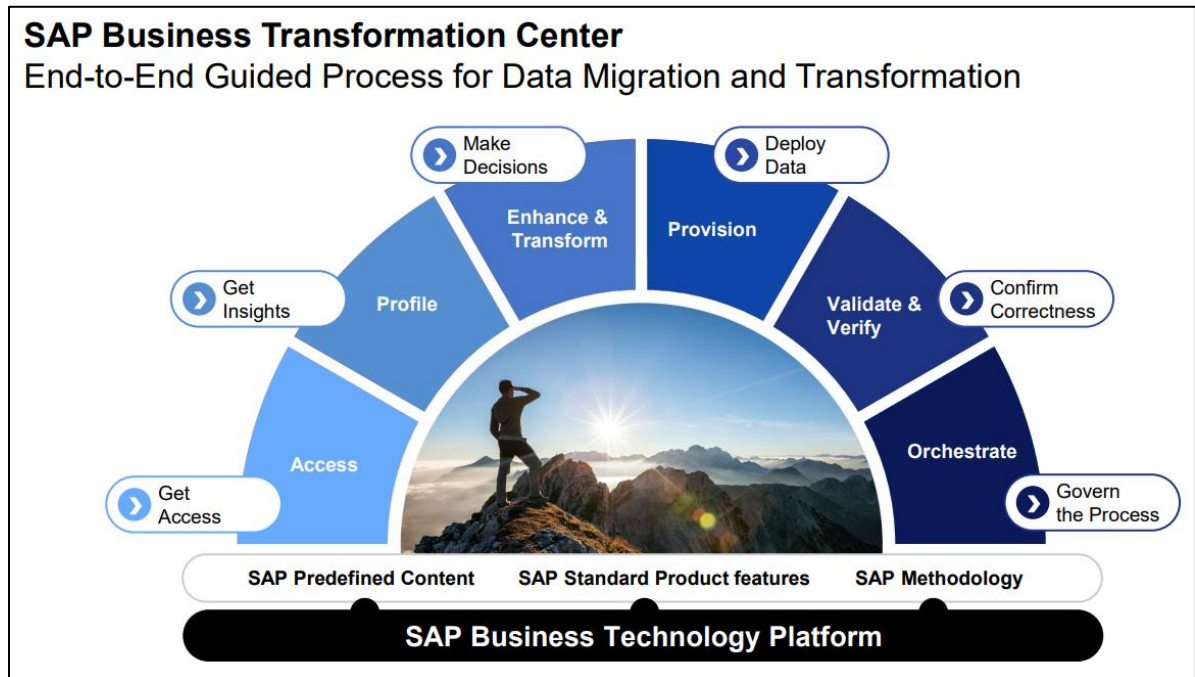 SAP Business Transformation Center
End-to-End Guided Process for Data Migration and Transformation
Make
Decisions
Deploy
Data
Enhance &
Transform
Provision
Get
Insights
Profile
Validate &
Verify
Confirm
Correctness
Access
Orchestrate
Get
Access
Govern
the Process
SAP Predefined Content SAP Standard Product features SAP Methodology
SAP Business Technology Platform